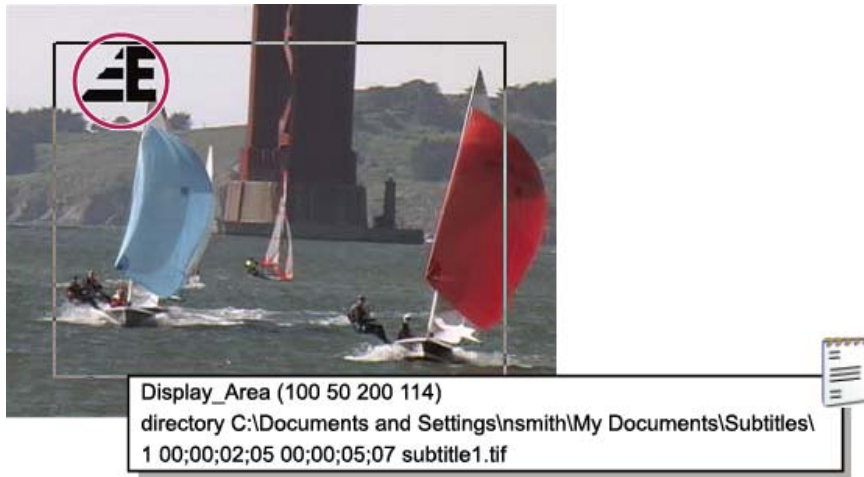 Display_Area (100 50 200 114)
directory C:\Documents and Settings\nsmith\My Documents\Subtitles\
1 00;00;02;05 00;00;05;07 subtitle1.tif